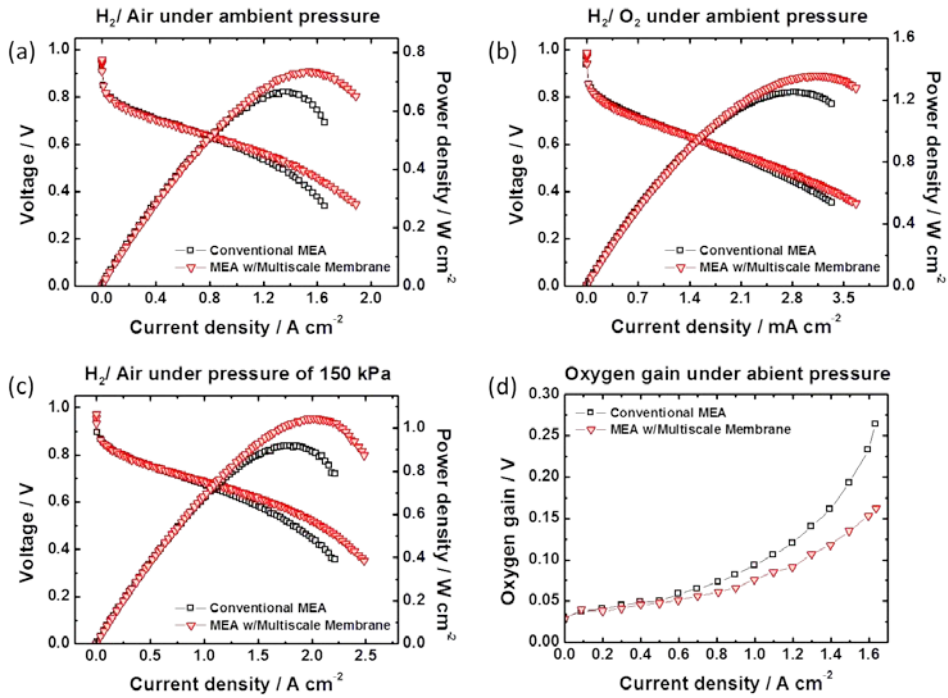 (a)
H2/ Air under ambient pressure
Voltage / V
1.0
0.8
0.6
0.4
0.2
0.0
0.8
0.6
0.4
0.2
0.0
Power density / W cm-2
Conventional MEA
MEA w/Multiscale Membrane
0.0 0.4 0.8 1.2 1.6 2.0
Current density / A cm-2
(b)
H2/ O2 under ambient pressure
Voltage / V
1.0
0.8
0.6
0.4
0.2
0.0
1.6
1.2
0.8
0.4
0.0
Power density / W cm-2
Conventional MEA
MEA w/Multiscale Membrane
0.0 0.7 1.4 2.1 2.8 3.5
Current density / mA cm-2
(c)
H2/ Air under pressure of 150 kPa
Voltage / V
1.0
0.8
0.6
0.4
0.2
0.0
1.0
0.8
0.6
0.4
0.2
0.0
Power density / W cm-2
Conventional MEA
MEA w/Multiscale Membrane
0.0 0.5 1.0 1.5 2.0 2.5
Current density / A cm-2
(d)
Oxygen gain under abient pressure
Oxygen gain / V
0.30
0.25
0.20
0.15
0.10
0.05
0.00
Conventional MEA
MEA w/Multiscale Membrane
0.0 0.2 0.4 0.6 0.8 1.0 1.2 1.4 1.6
Current density / A cm-2